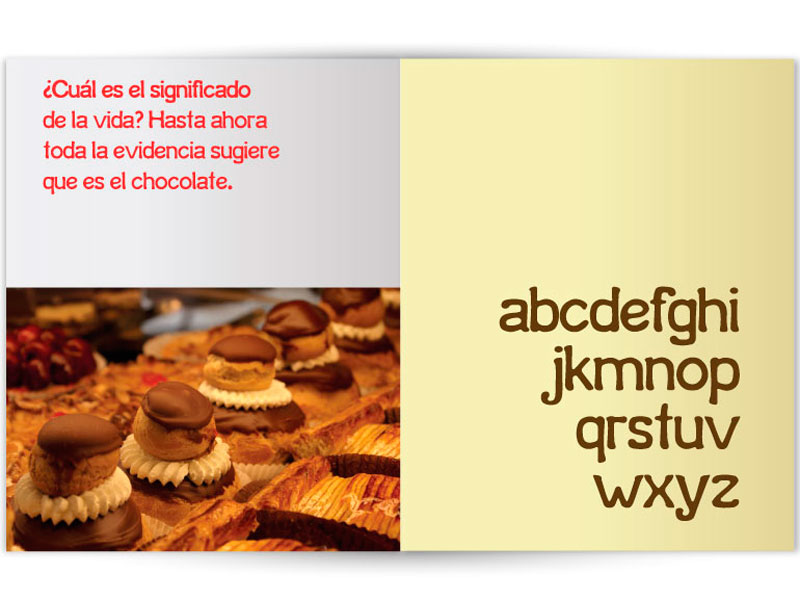 ¿Cuál es el significado
de la vida? Hasta ahora
toda la evidencia sugiere
que es el chocolate.
abcdefghi
jkmnop
qrstuv
wxyz